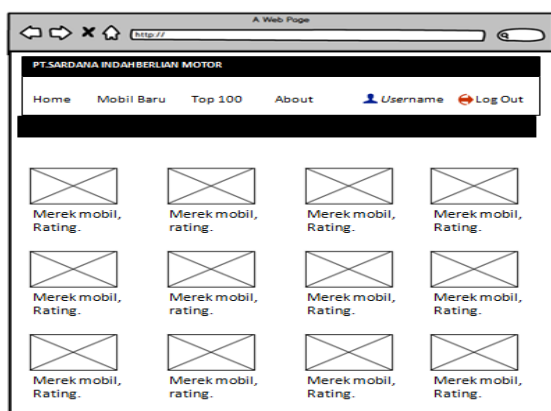 A Web Page
http://
PT.SARDANA INDAHBERLIAN MOTOR
Home Mobil Baru Top 100 About Username Log Out
Merek mobil, Merek mobil, Merek mobil, Merek mobil,
Rating. rating. Rating. Rating.
Merek mobil, Merek mobil, Merek mobil, Merek mobil,
Rating. rating. Rating. Rating.
Merek mobil, Merek mobil, Merek mobil, Merek mobil,
Rating. rating. Rating. Rating.